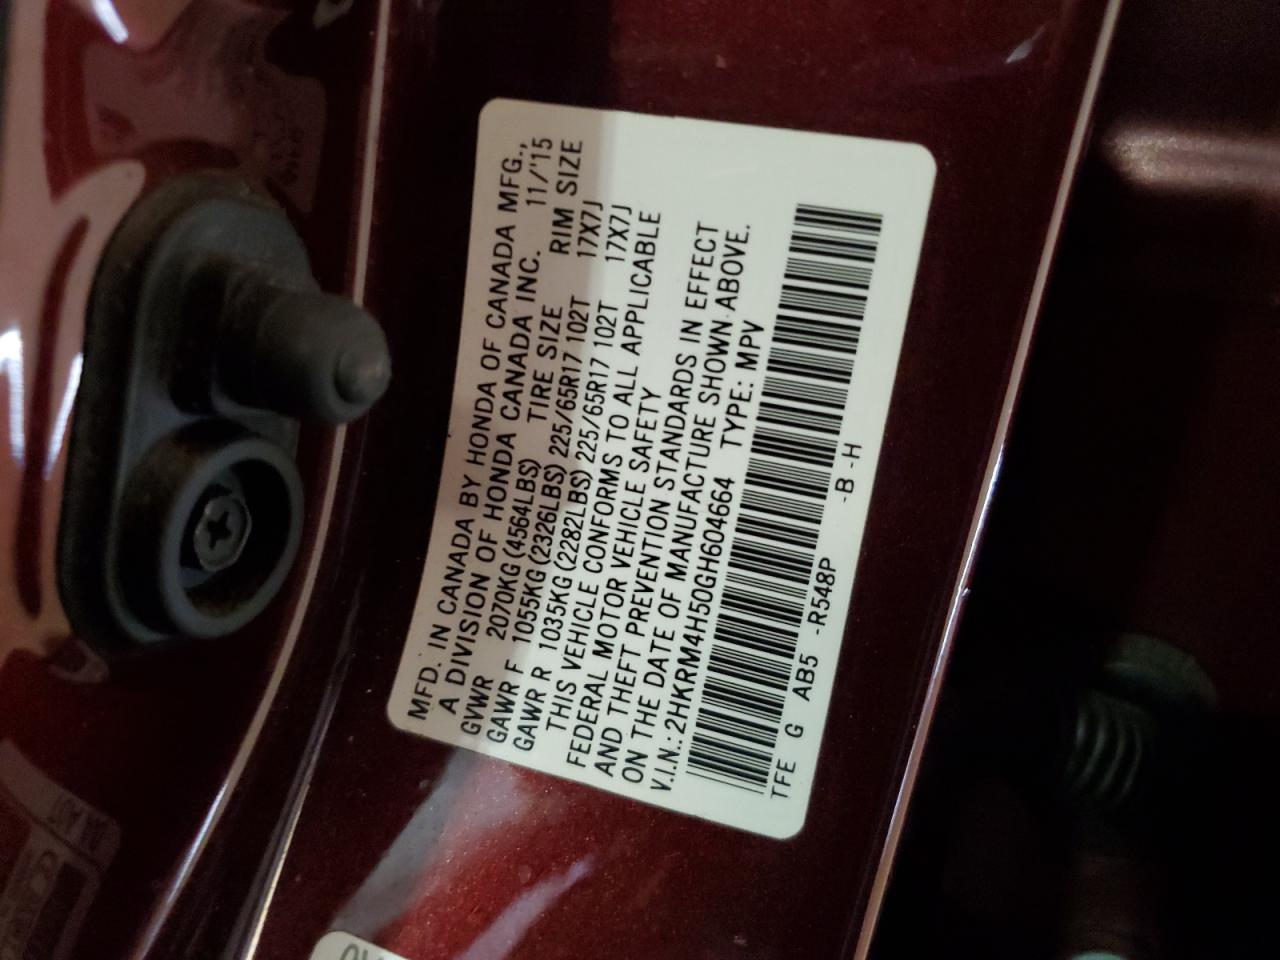 MFD. IN CANADA BY HONDA OF CANADA MFG.,
A DIVISION OF HONDA CANADA INC. 11/'15
GVWR 2070KG(4564LBS) TIRE SIZE RIM SIZE
GAWR F 1055KG(2326LBS) 225/65R17 102T 17X7J
GAWR R 1035KG(2282LBS) 225/65R17 102T 17X7J
THIS VEHICLE CONFORMS TO ALL APPLICABLE
FEDERAL MOTOR VEHICLE SAFETY
AND THEFT PREVENTION STANDARDS IN EFFECT
ON THE DATE OF MANUFACTURE SHOWN ABOVE.
V.I.N.:2HKRM4H50GH604664 TYPE: MPV
TFE G AB5 -R548P -B -H